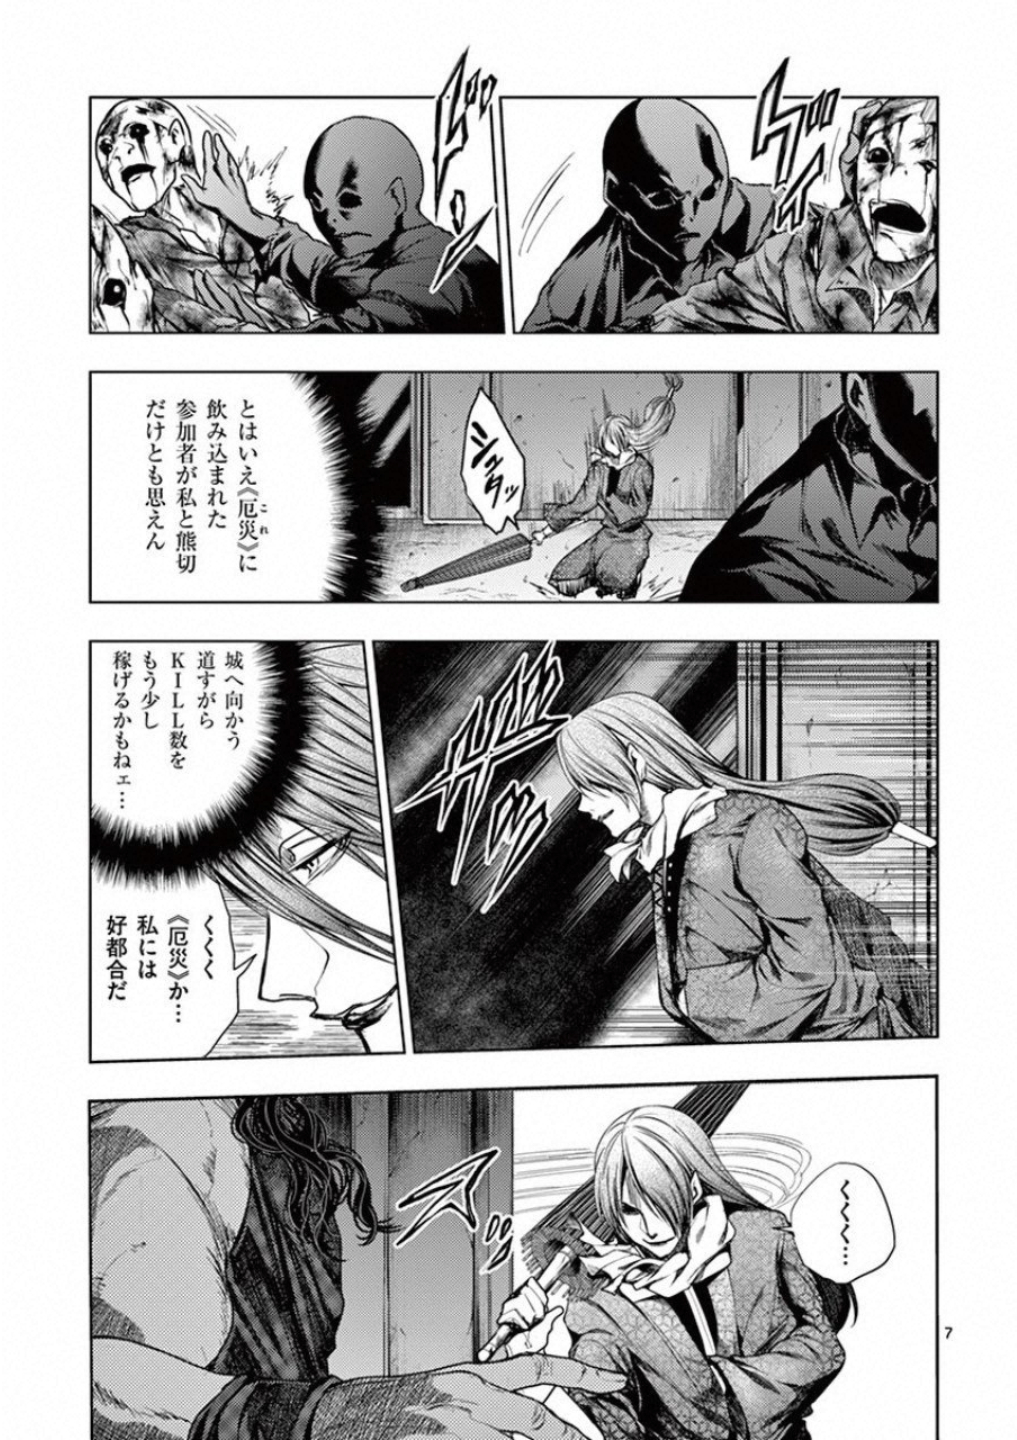 とはいえ《厄災》に
これ
飲み込まれた
参加者が私と熊切
だけとも思えん
シュタッ
城へ向かう
道すがら
KILL数を
もう少し
稼げるかもねェ…
くくく
《厄災》か…
私には
好都合だ
くくく…
7